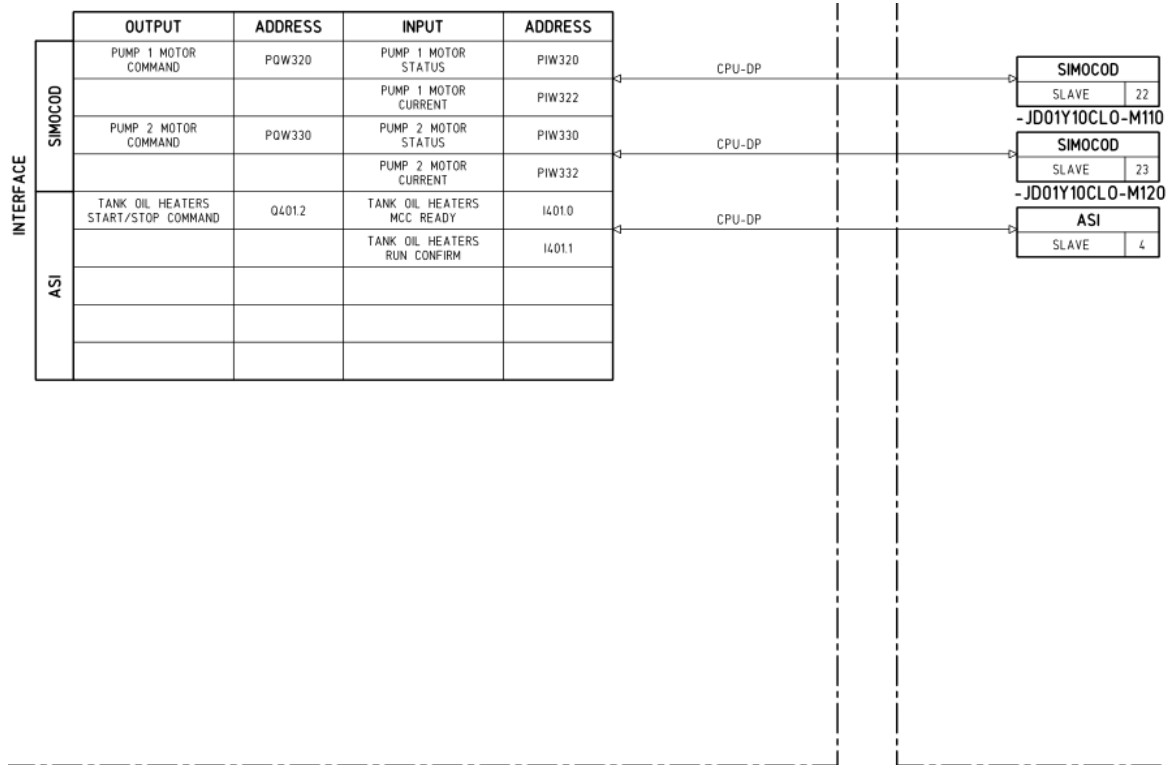 OUTPUT ADDRESS INPUT ADDRESS
INTERFACE
SIMOCOD
PUMP 1 MOTOR
COMMAND
PQW320
PUMP 1 MOTOR
STATUS
PIW320
PUMP 1 MOTOR
CURRENT
PIW322
PUMP 2 MOTOR
COMMAND
PQW330
PUMP 2 MOTOR
STATUS
PIW330
PUMP 2 MOTOR
CURRENT
PIW332
ASI
TANK OIL HEATERS
START/STOP COMMAND
Q401.2
TANK OIL HEATERS
MCC READY
I401.0
TANK OIL HEATERS
RUN CONFIRM
I401.1
CPU-DP
SIMOCOD
SLAVE 22
-JD01Y10CLO-M110
CPU-DP
SIMOCOD
SLAVE 23
-JD01Y10CLO-M120
CPU-DP
ASI
SLAVE 4